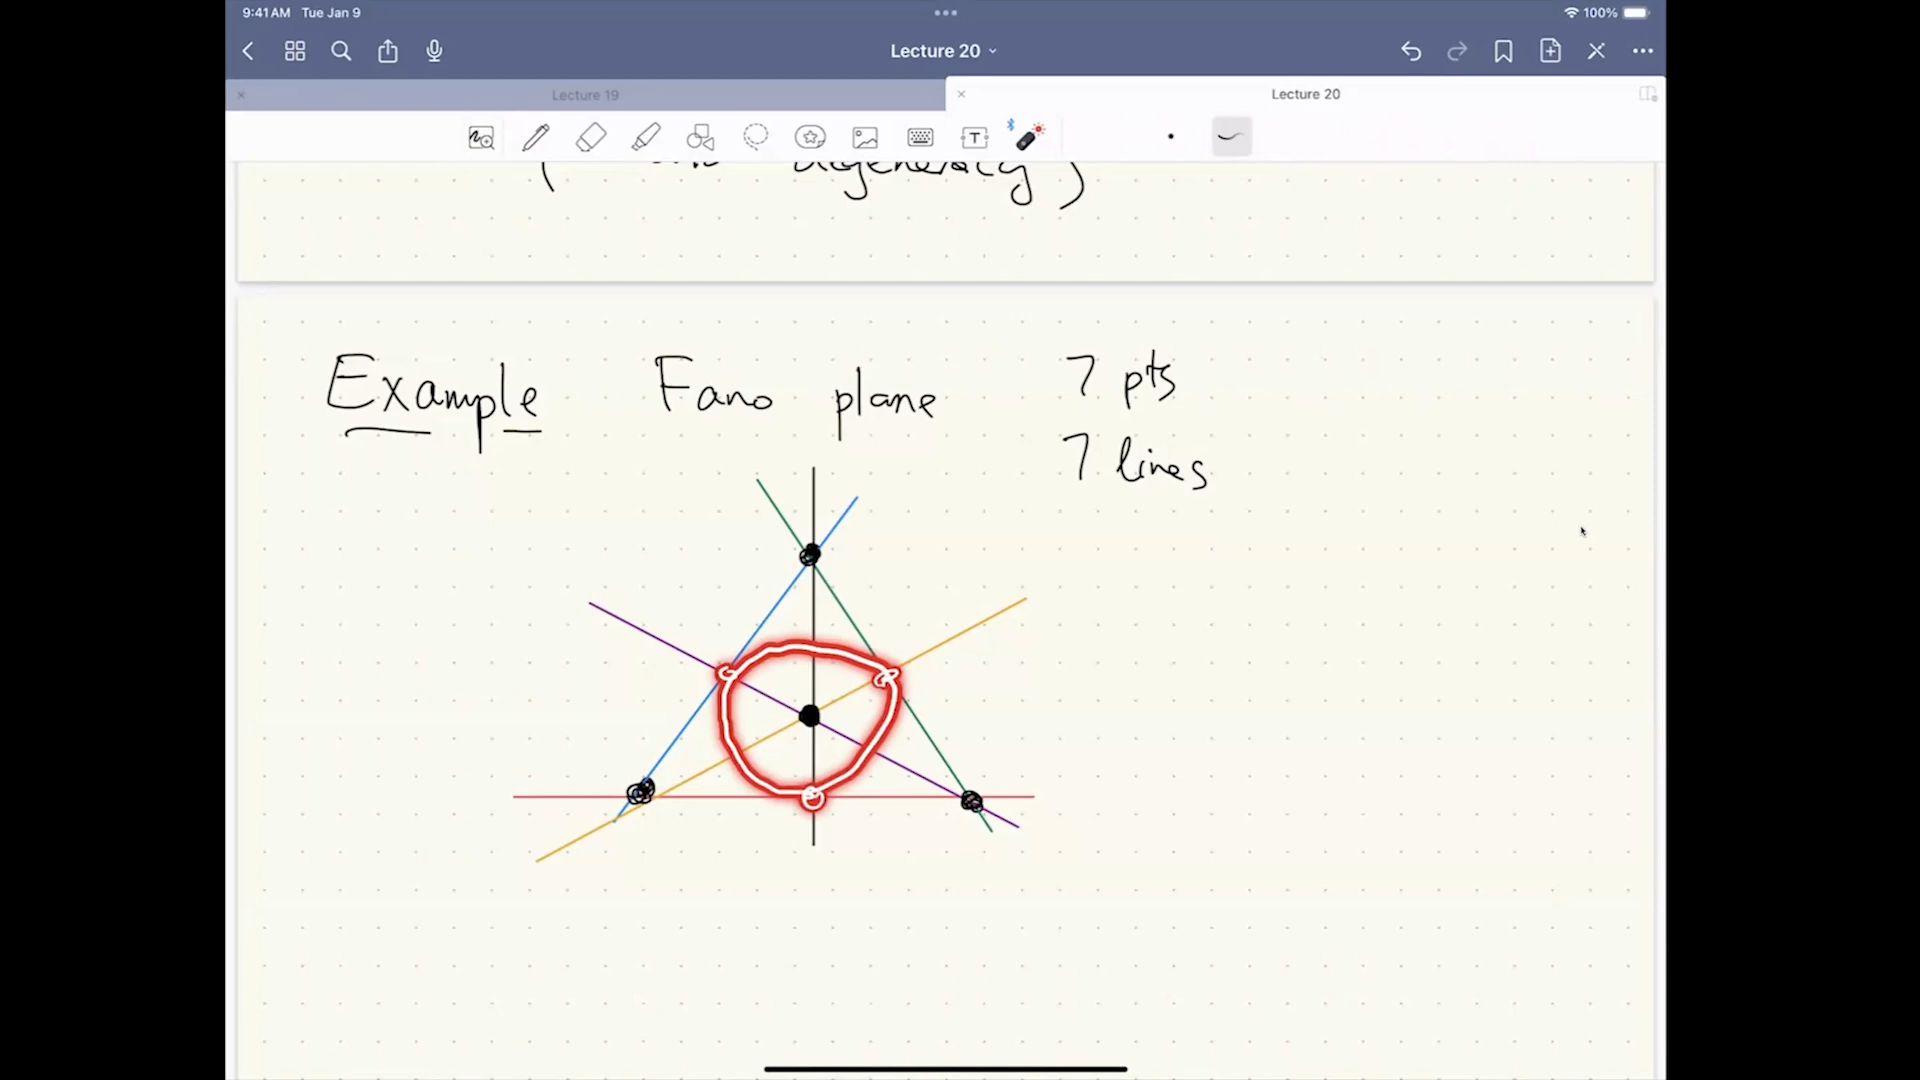 9:41 AM Tue Jan 9
100%
Lecture 20
Lecture 19
Lecture 20
T
degeneracy)
Example Fano plane 7 pts
7 lines